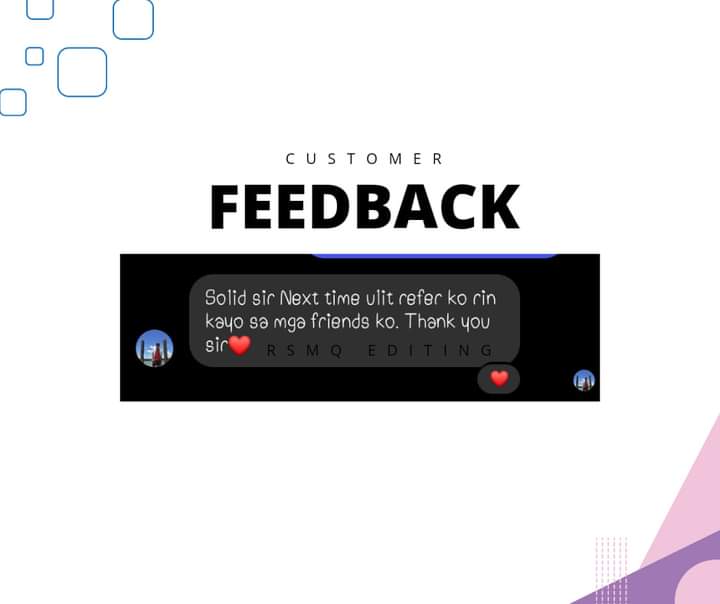 CUSTOMER
FEEDBACK
Solid sir Next time ulit refer ko rin
kayo sa mga friends ko. Thank you
sir❤️
RSMQ EDITING
❤️